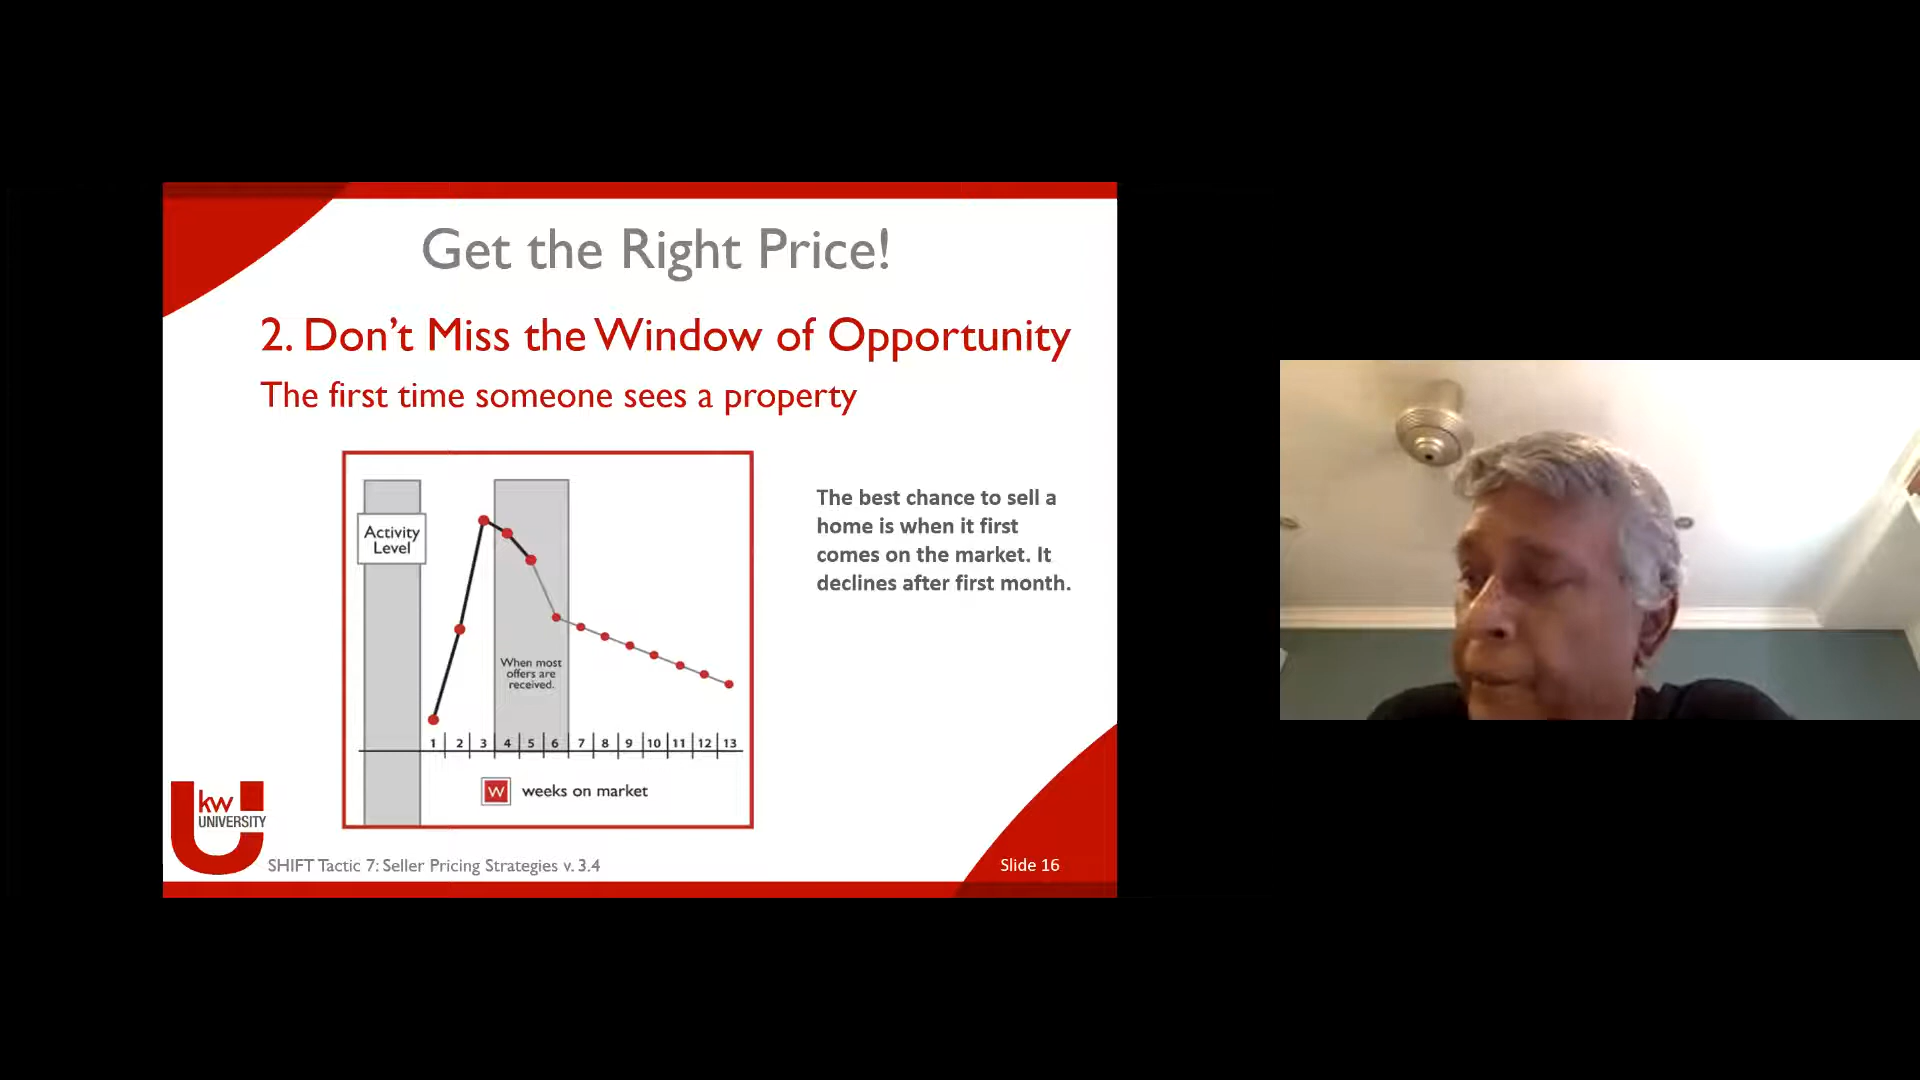 Get the Right Price!
2. Don't Miss the Window of Opportunity
The first time someone sees a property
Activity
Level
When most
offers are
received.
1 2 3 4 5 6 7 8 9 10 11 12 13
W weeks on market
The best chance to sell a
home is when it first
comes on the market. It
declines after first month.
kw
UNIVERSITY
SHIFT Tactic 7: Seller Pricing Strategies v. 3.4
Slide 16